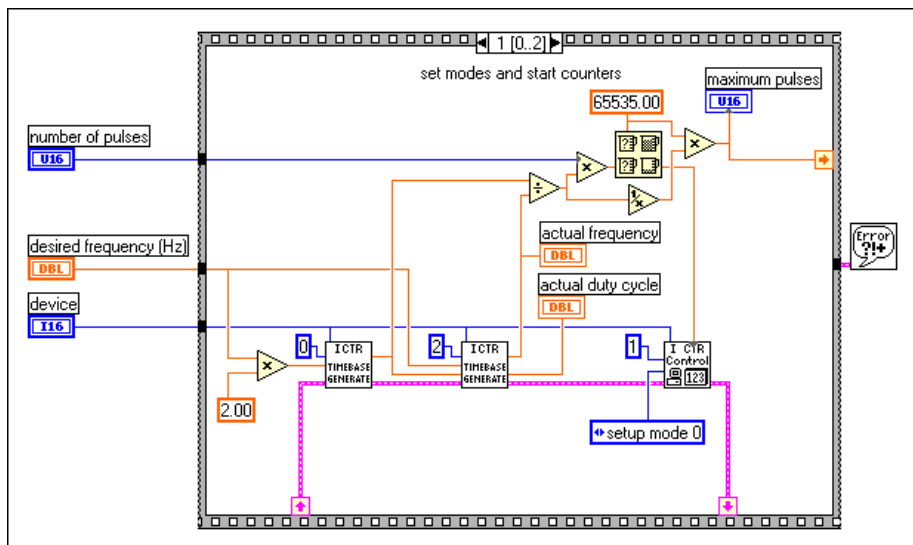 1 [0..2]
set modes and start counters
maximum pulses
U16
65535.00
number of pulses
U16
x
?
?
x
÷
1/x
desired frequency (Hz)
DBL
actual frequency
DBL
Error
?!+
actual duty cycle
DBL
device
I16
0
ICTR
TIMEBASE
GENERATE
2
ICTR
TIMEBASE
GENERATE
1
I CTR
Control
123
x
2.00
setup mode 0